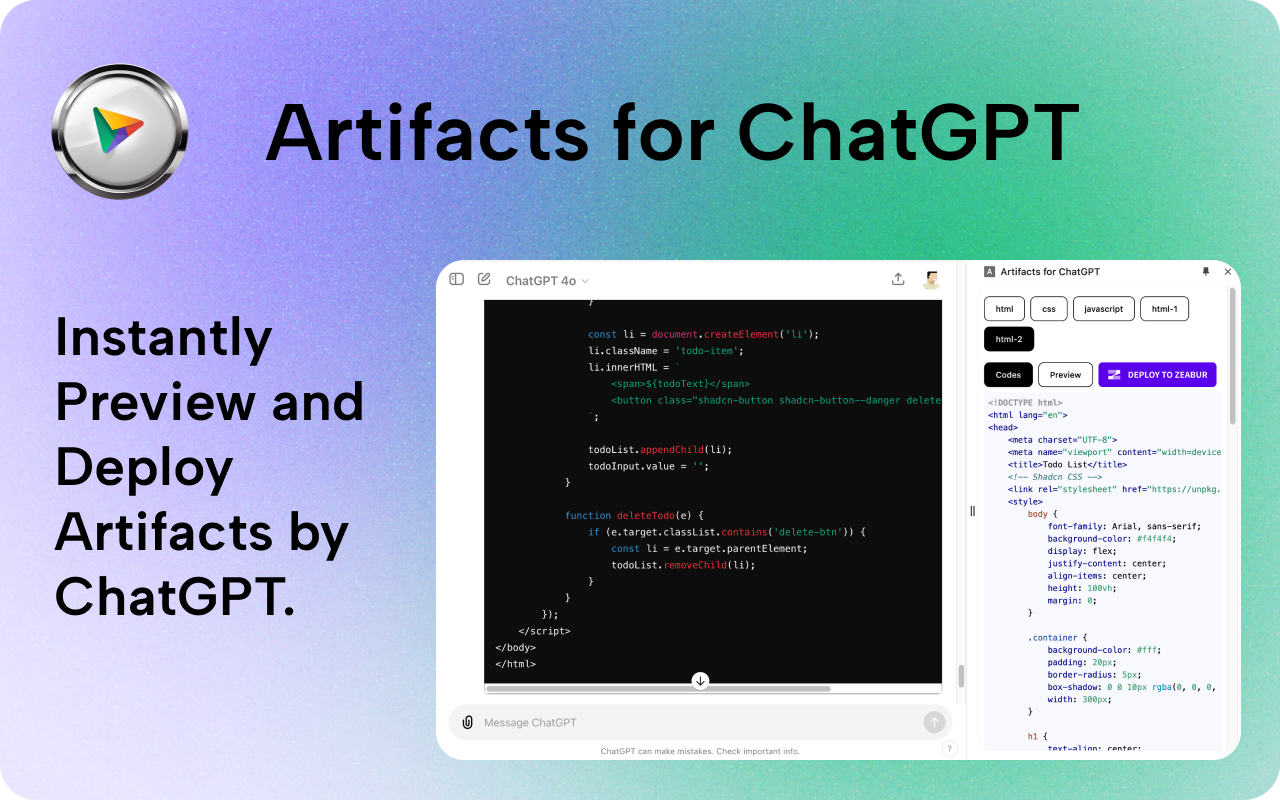 Artifacts for ChatGPT
Instantly
Preview and
Deploy
Artifacts by
ChatGPT.
ChatGPT 4o
}
const li = document.createElement('li');
li.className = 'todo-item';
li.innerHTML = `
<span>${todoText}</span>
<button class="shadcn-button shadcn-button--danger delete
`;
todoList.appendChild(li);
todoInput.value = '';
}
function deleteTodo(e) {
if (e.target.classList.contains('delete-btn')) {
const li = e.target.parentElement;
todoList.removeChild(li);
}
}
});
</script>
</body>
</html>
Message ChatGPT
ChatGPT can make mistakes. Check important info.
?
A Artifacts for ChatGPT
html css javascript html-1
html-2
Codes Preview DEPLOY TO ZEABUR
<!DOCTYPE html>
<html lang="en">
<head>
<meta charset="UTF-8">
<meta name="viewport" content="width=device
<title>Todo List</title>
<!-- Shadcn CSS -->
<link rel="stylesheet" href="https://unpkg.
<style>
body {
font-family: Arial, sans-serif;
background-color: #f4f4f4;
display: flex;
justify-content: center;
align-items: center;
height: 100vh;
margin: 0;
}
.container {
background-color: #fff;
padding: 20px;
border-radius: 5px;
box-shadow: 0 0 10px rgba(0, 0, 0,
width: 300px;
}
h1 {
text-align: center;